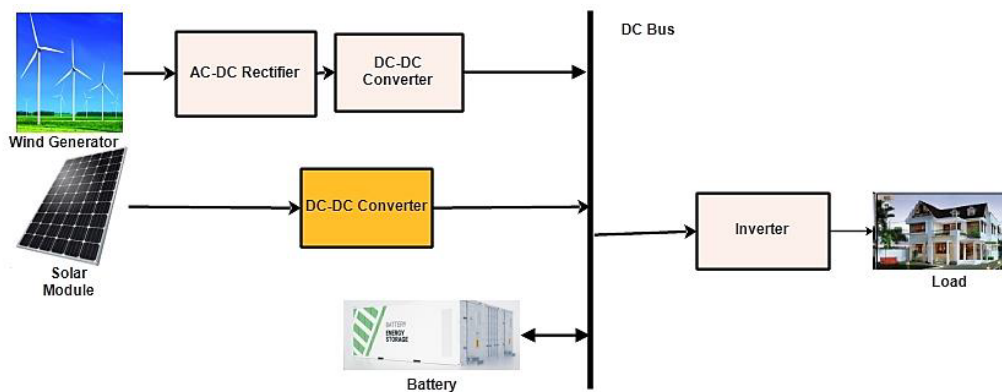 DC Bus
AC-DC Rectifier
DC-DC
Converter
Wind Generator
DC-DC Converter
Inverter
Solar
Module
Load
BATTERY
ENERGY
STORAGE
Battery